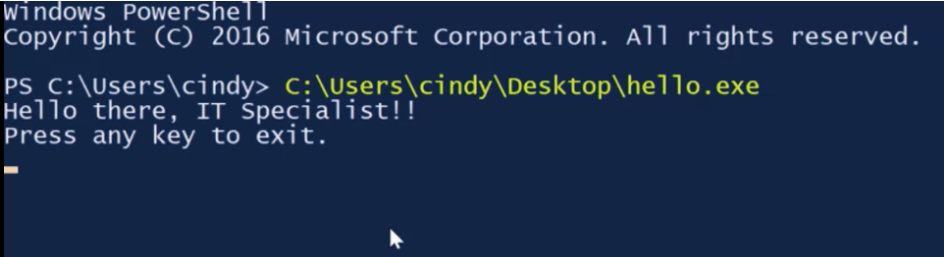 Windows PowerShell
Copyright (C) 2016 Microsoft Corporation. All rights reserved.
PS C:\Users\cindy> C:\Users\cindy\Desktop\hello.exe
Hello there, IT Specialist!!
Press any key to exit.